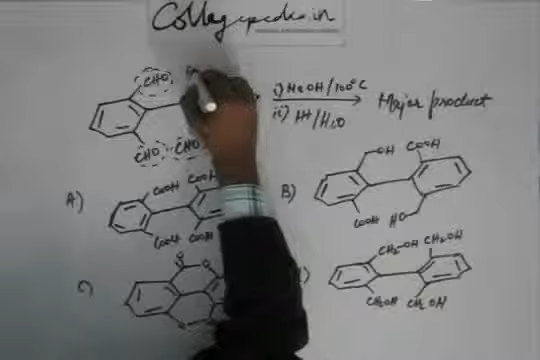 Collegepedia.in
CHO
i) NaOH/100°C
ii) H+/H2O
Major product
CHO CHO
A) COOH COOH
COOH COOH
B) OH COOH
COOH HO
C) O O
CH2-OH CH2OH
CH2OH CH2OH